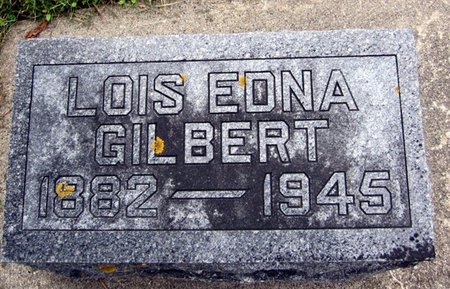 LOIS EDNA
GILBERT
1882 — 1945